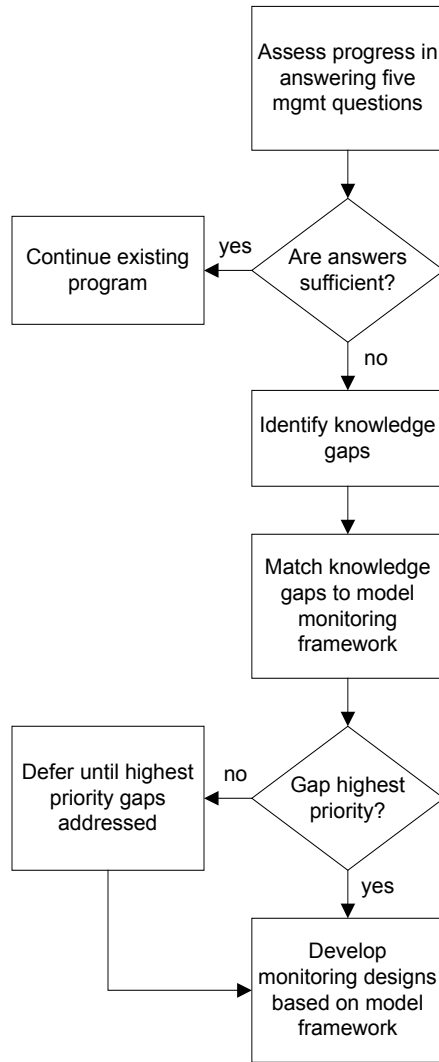 Assess progress in
answering five
mgmt questions
yes
Continue existing
program
Are answers
sufficient?
no
Identify knowledge
gaps
Match knowledge
gaps to model
monitoring
framework
Defer until highest
priority gaps
addressed
no
Gap highest
priority?
yes
Develop
monitoring designs
based on model
framework